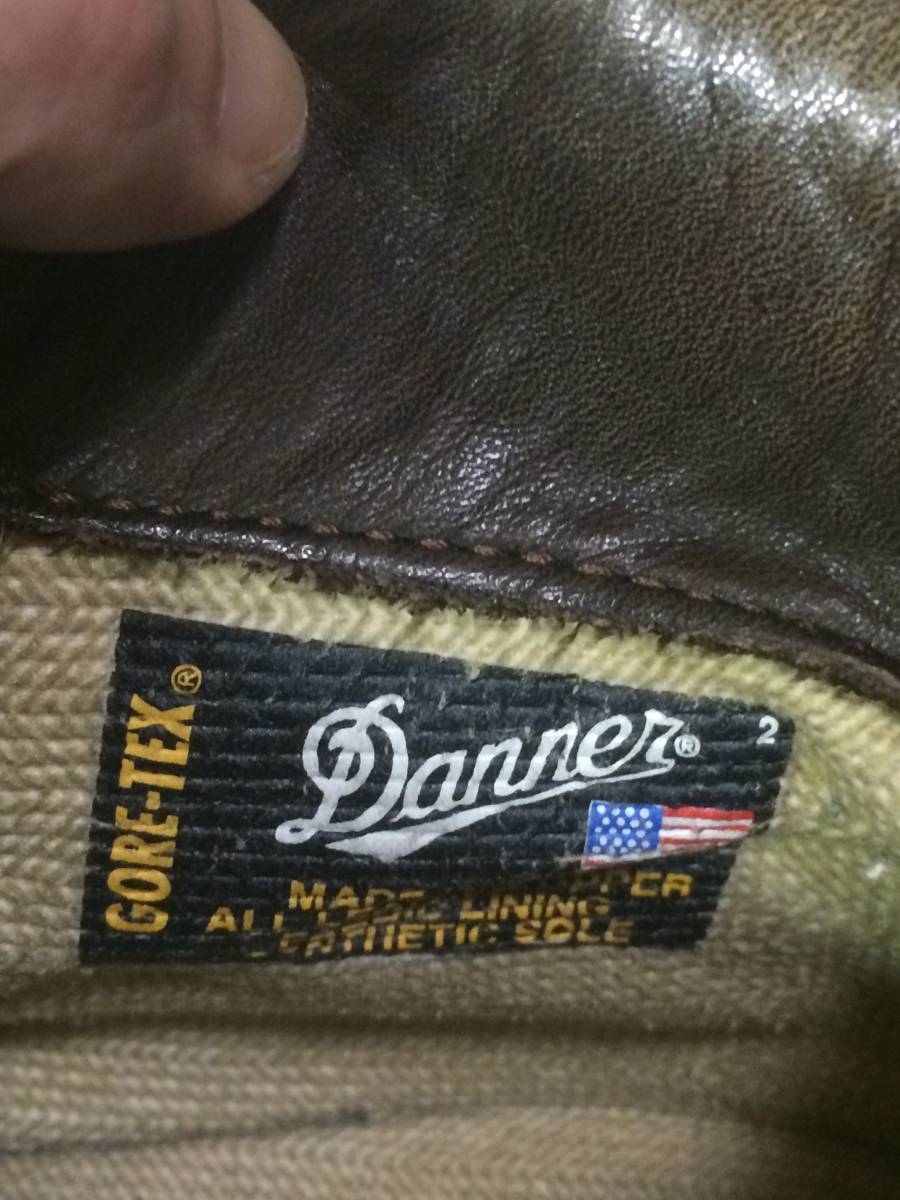 GORE-TEX®
Danner®
2
MADE
ALL LINING
SOLE